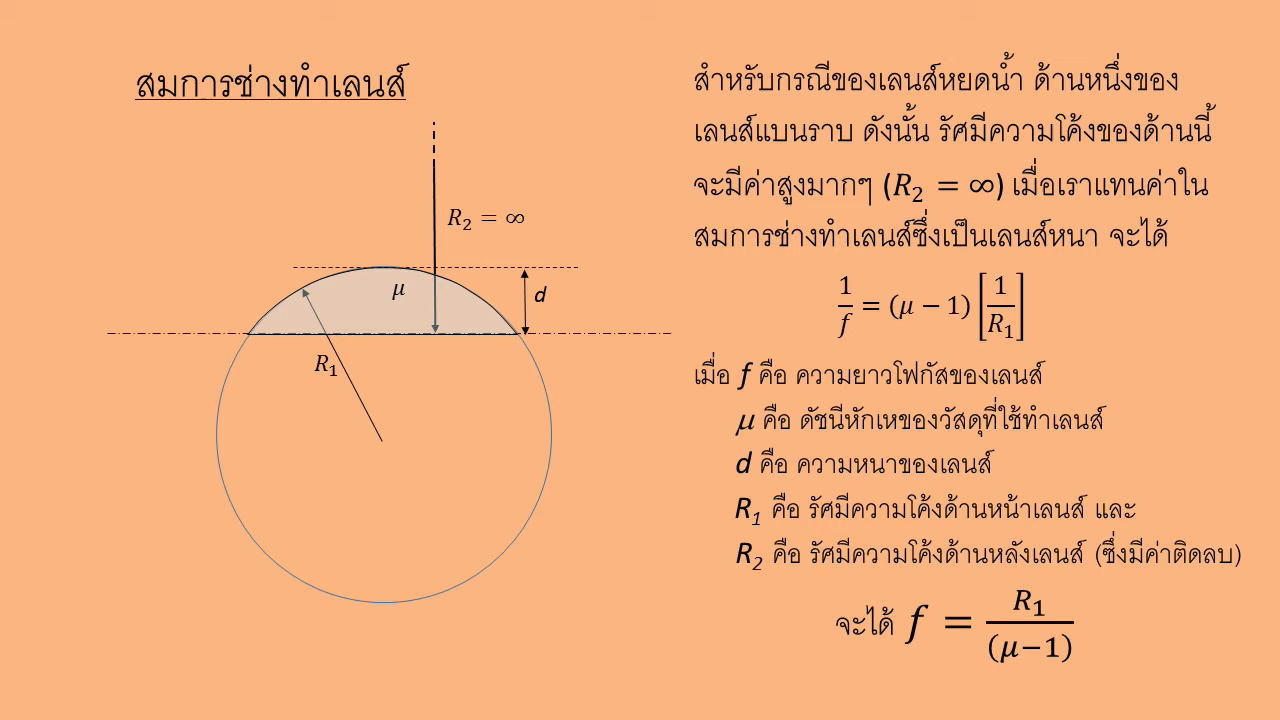 สมการช่างทำเลนส์
R₂ = ∞
μ
d
R₁
สำหรับกรณีของเลนส์หยดน้ำ ด้านหนึ่งของ
เลนส์แบนราบ ดังนั้น รัศมีความโค้งของด้านนี้
จะมีค่าสูงมากๆ (R₂ = ∞) เมื่อเราแทนค่าใน
สมการช่างทำเลนส์ซึ่งเป็นเลนส์หนา จะได้
1/f = (μ − 1) [1/R₁]
เมื่อ f คือ ความยาวโฟกัสของเลนส์
μ คือ ดัชนีหักเหของวัสดุที่ใช้ทำเลนส์
d คือ ความหนาของเลนส์
R₁ คือ รัศมีความโค้งด้านหน้าเลนส์ และ
R₂ คือ รัศมีความโค้งด้านหลังเลนส์ (ซึ่งมีค่าติดลบ)
จะได้ f = R₁/(μ−1)